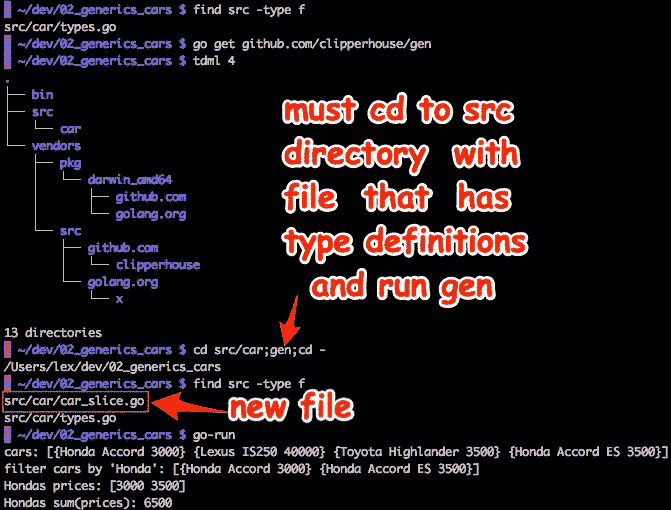 ~/dev/02_generics_cars $ find src -type f
src/car/types.go
~/dev/02_generics_cars $ go get github.com/clipperhouse/gen
~/dev/02_generics_cars $ tdml 4
.
├── bin
├── src
│   └── car
└── vendors
    ├── pkg
    │   └── darwin_amd64
    │       ├── github.com
    │       └── golang.org
    └── src
        ├── github.com
        │   └── clipperhouse
        └── golang.org
            └── x
must cd to src
directory with
file that has
type definitions
and run gen
13 directories
~/dev/02_generics_cars $ cd src/car;gen;cd -
/Users/lex/dev/02_generics_cars
~/dev/02_generics_cars $ find src -type f
src/car/car_slice.go
new file
src/car/types.go
~/dev/02_generics_cars $ go-run
cars: [{Honda Accord 3000} {Lexus IS250 40000} {Toyota Highlander 3500} {Honda Accord ES 3500}]
filter cars by 'Honda': [{Honda Accord 3000} {Honda Accord ES 3500}]
Hondas prices: [3000 3500]
Hondas sum(prices): 6500